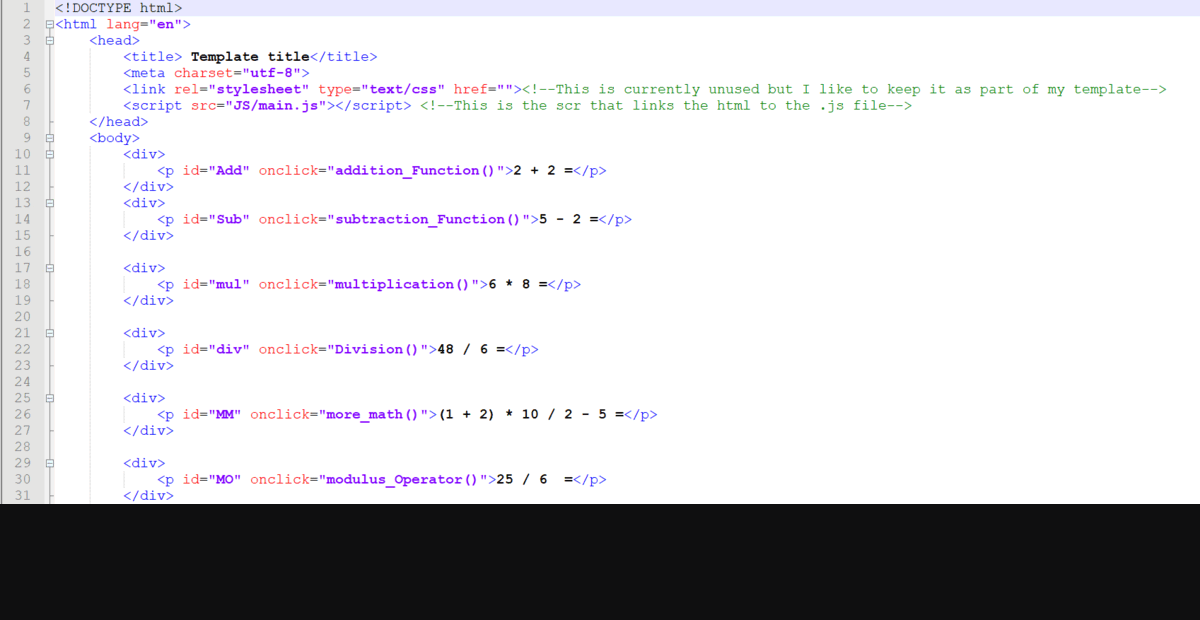 1 <!DOCTYPE html>
2 <html lang="en">
3 <head>
4 <title> Template title</title>
5 <meta charset="utf-8">
6 <link rel="stylesheet" type="text/css" href=""><!--This is currently unused but I like to keep it as part of my template-->
7 <script src="JS/main.js"></script> <!--This is the scr that links the html to the .js file-->
8 </head>
9 <body>
10 <div>
11 <p id="Add" onclick="addition_Function()">2 + 2 =</p>
12 </div>
13 <div>
14 <p id="Sub" onclick="subtraction_Function()">5 - 2 =</p>
15 </div>
16
17 <div>
18 <p id="mul" onclick="multiplication()">6 * 8 =</p>
19 </div>
20
21 <div>
22 <p id="div" onclick="Division()">48 / 6 =</p>
23 </div>
24
25 <div>
26 <p id="MM" onclick="more_math()">(1 + 2) * 10 / 2 - 5 =</p>
27 </div>
28
29 <div>
30 <p id="MO" onclick="modulus_Operator()">25 / 6  =</p>
31 </div>